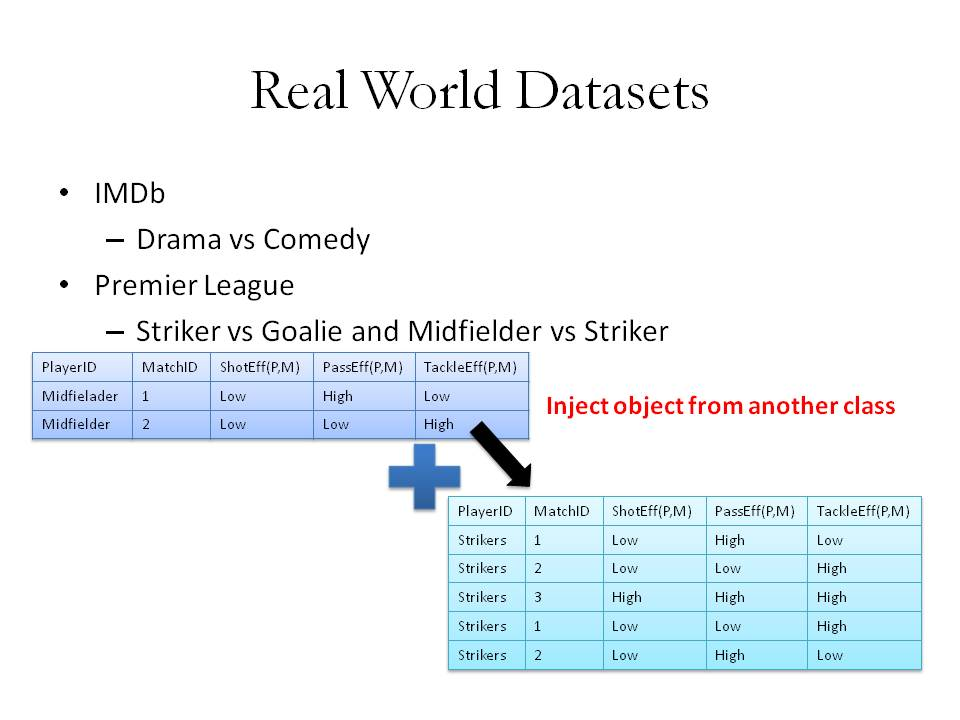 Real World Datasets
• IMDb
– Drama vs Comedy
• Premier League
– Striker vs Goalie and Midfielder vs Striker
PlayerID MatchID ShotEff(P,M) PassEff(P,M) TackleEff(P,M)
Midfielader 1 Low High Low
Midfielder 2 Low Low High
Inject object from another class
PlayerID MatchID ShotEff(P,M) PassEff(P,M) TackleEff(P,M)
Strikers 1 Low High Low
Strikers 2 Low Low High
Strikers 3 High High High
Strikers 1 Low Low High
Strikers 2 Low High Low